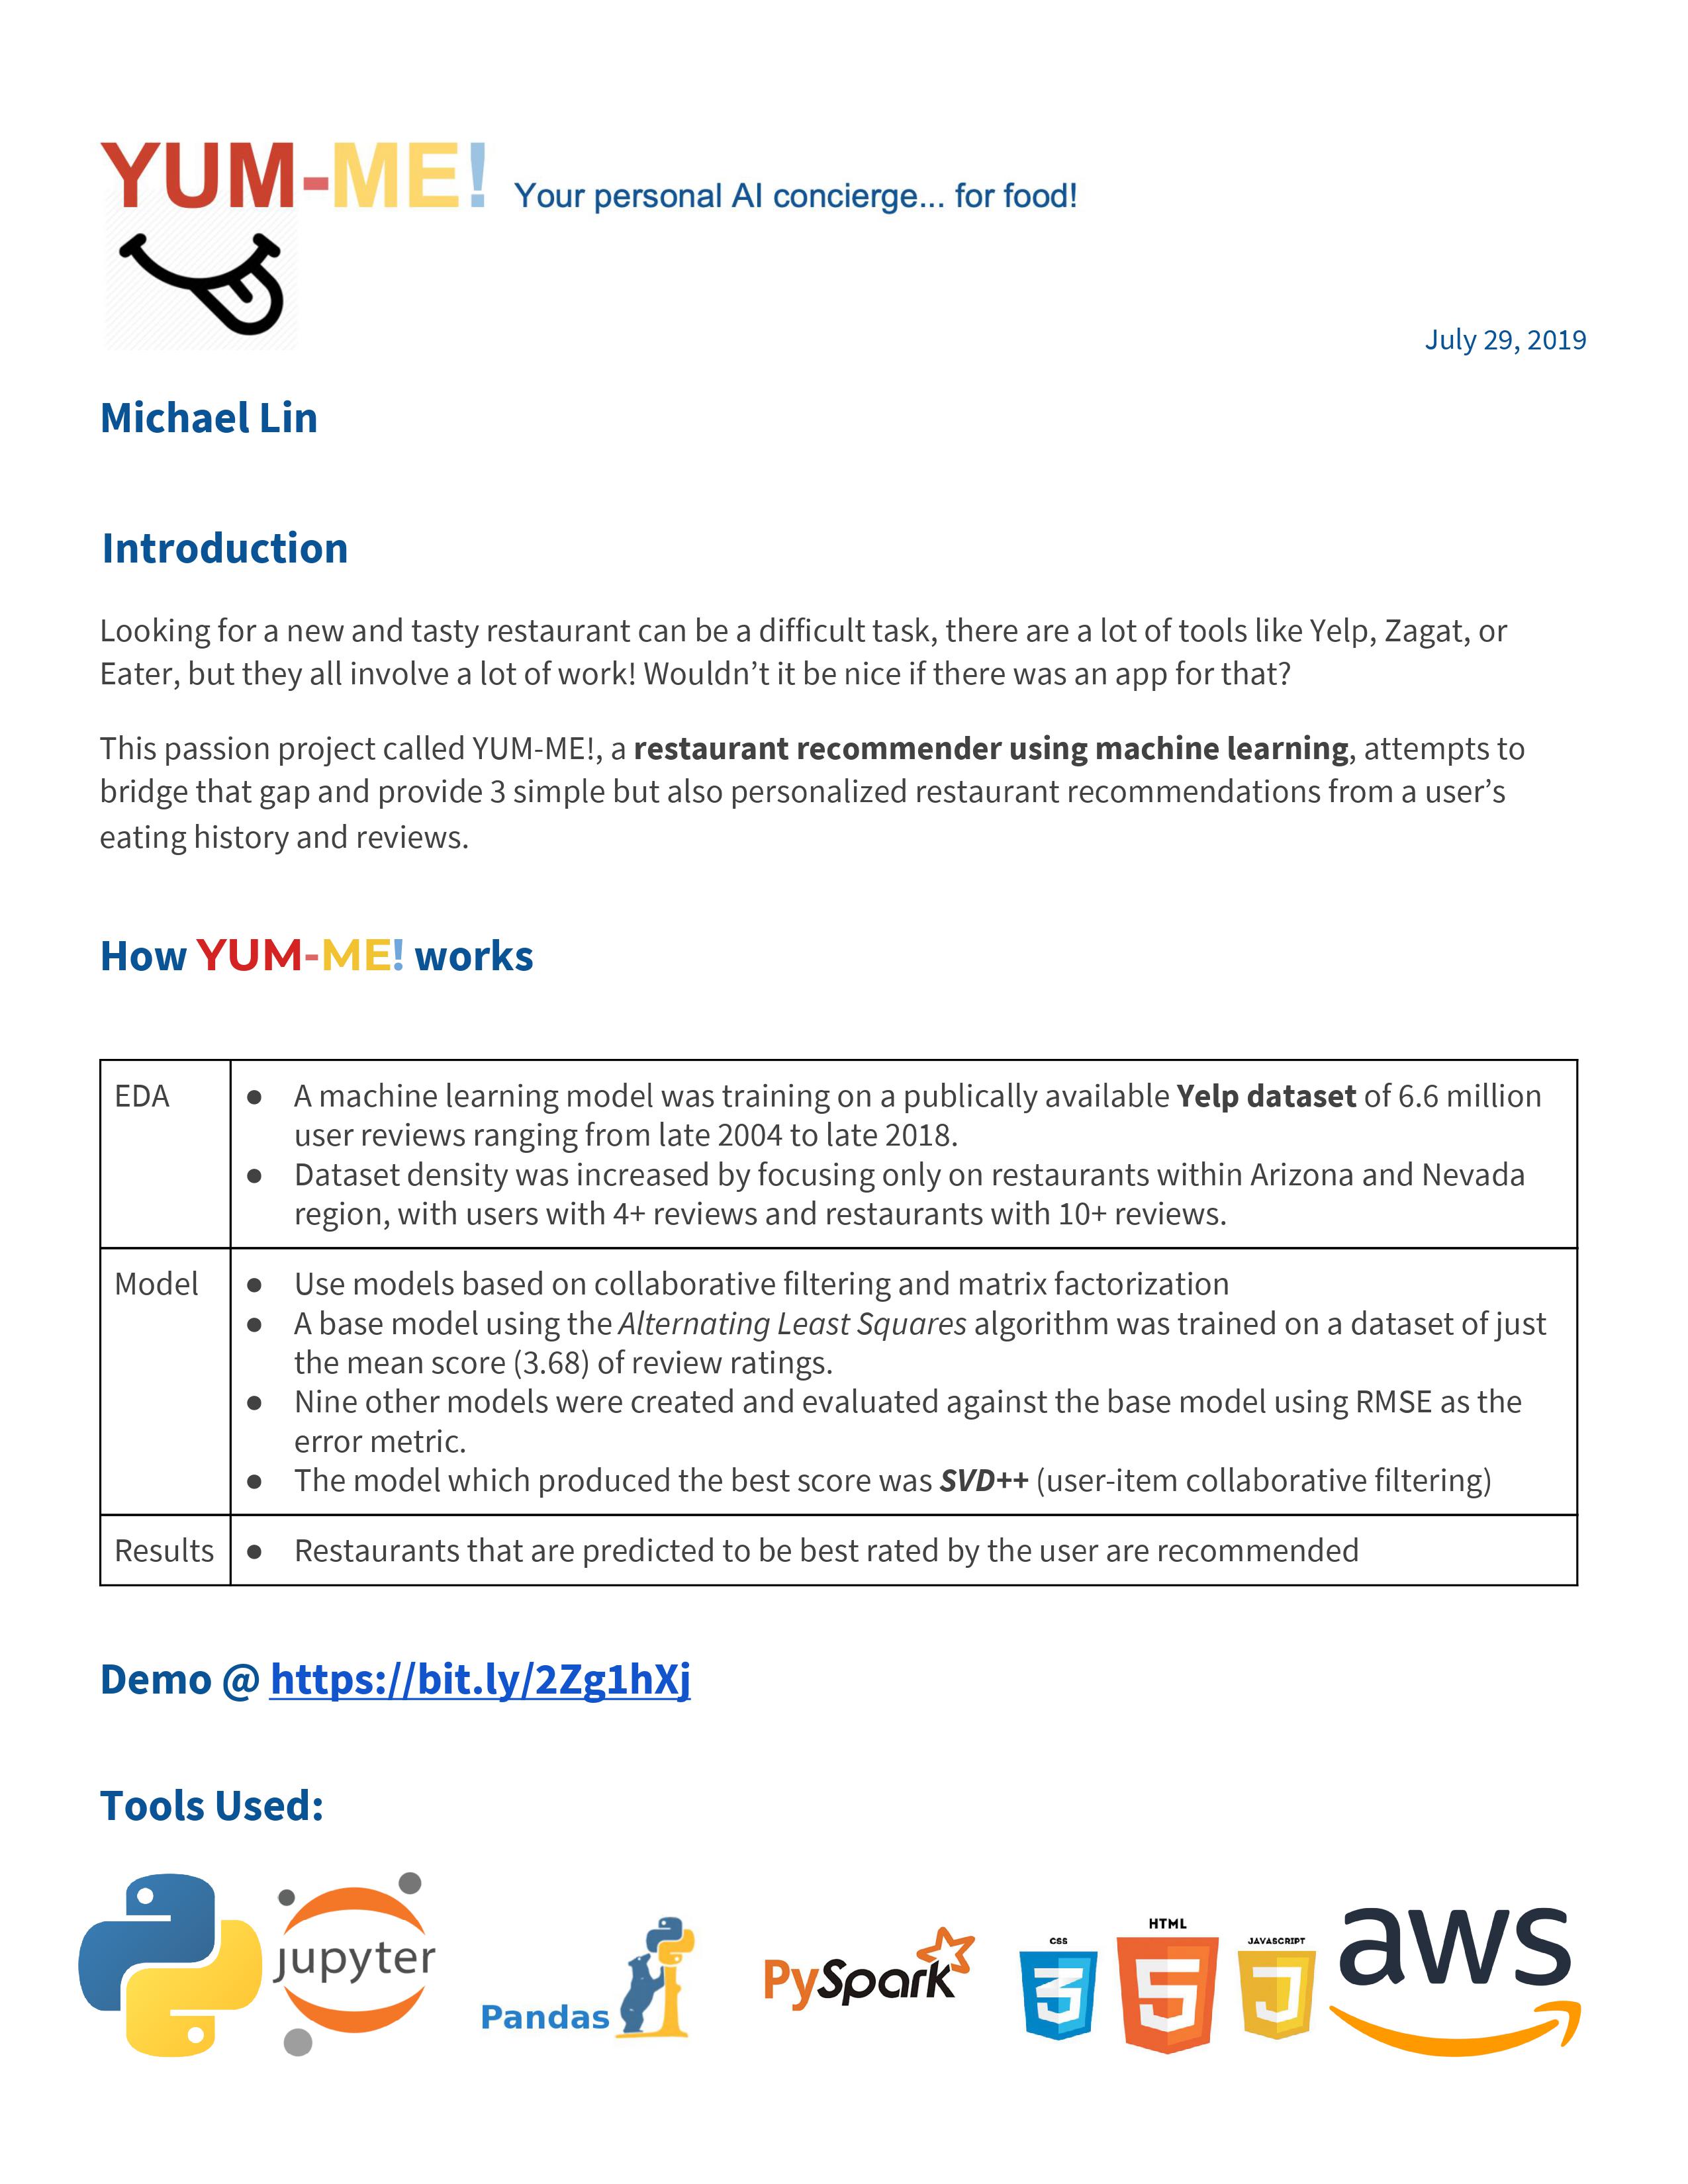 YUM-ME! Your personal AI concierge... for food!
July 29, 2019
Michael Lin
Introduction
Looking for a new and tasty restaurant can be a difficult task, there are a lot of tools like Yelp, Zagat, or
Eater, but they all involve a lot of work! Wouldn’t it be nice if there was an app for that?
This passion project called YUM-ME!, a restaurant recommender using machine learning, attempts to
bridge that gap and provide 3 simple but also personalized restaurant recommendations from a user’s
eating history and reviews.
How YUM-ME! works
EDA
● A machine learning model was training on a publically available Yelp dataset of 6.6 million
user reviews ranging from late 2004 to late 2018.
● Dataset density was increased by focusing only on restaurants within Arizona and Nevada
region, with users with 4+ reviews and restaurants with 10+ reviews.
Model
● Use models based on collaborative filtering and matrix factorization
● A base model using the Alternating Least Squares algorithm was trained on a dataset of just
the mean score (3.68) of review ratings.
● Nine other models were created and evaluated against the base model using RMSE as the
error metric.
● The model which produced the best score was SVD++ (user-item collaborative filtering)
Results
● Restaurants that are predicted to be best rated by the user are recommended
Demo @ https://bit.ly/2Zg1hXj
Tools Used:
jupyter
Pandas
PySpark
CSS
3
HTML
5
JAVASCRIPT
J
aws